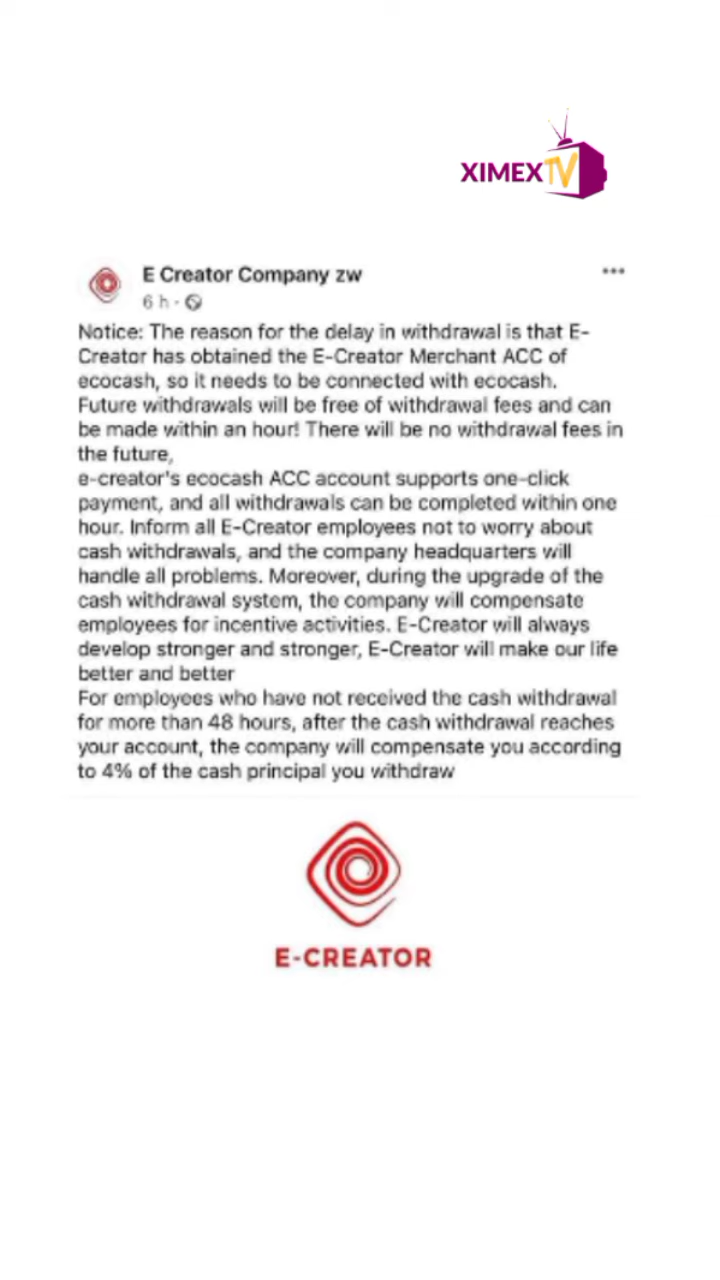 XIMEXTV
E Creator Company zw
6 h ·
Notice: The reason for the delay in withdrawal is that E-
Creator has obtained the E-Creator Merchant ACC of
ecocash, so it needs to be connected with ecocash.
Future withdrawals will be free of withdrawal fees and can
be made within an hour! There will be no withdrawal fees in
the future,
e-creator's ecocash ACC account supports one-click
payment, and all withdrawals can be completed within one
hour. Inform all E-Creator employees not to worry about
cash withdrawals, and the company headquarters will
handle all problems. Moreover, during the upgrade of the
cash withdrawal system, the company will compensate
employees for incentive activities. E-Creator will always
develop stronger and stronger, E-Creator will make our life
better and better
For employees who have not received the cash withdrawal
for more than 48 hours, after the cash withdrawal reaches
your account, the company will compensate you according
to 4% of the cash principal you withdraw
E-CREATOR